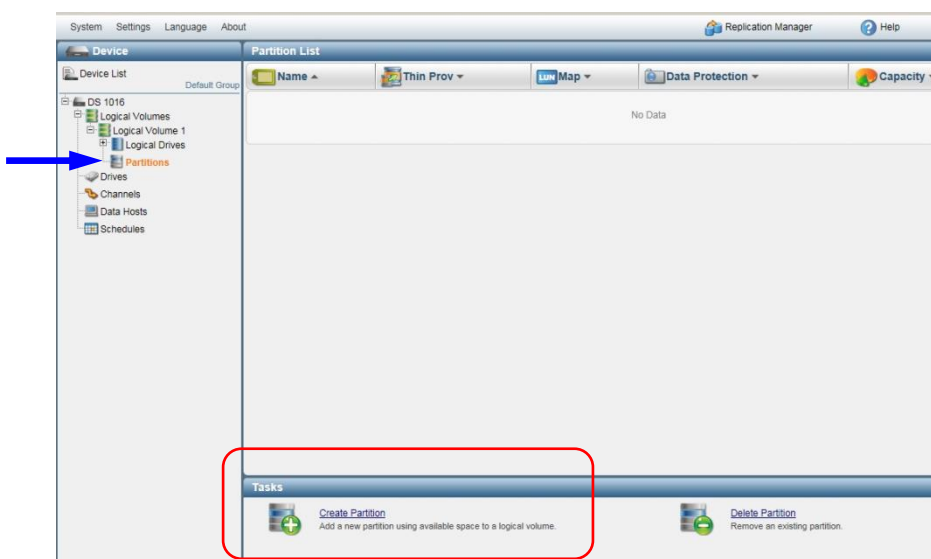 System Settings Language About Replication Manager Help
Device
Device List
Default Group
DS 1016
Logical Volumes
Logical Volume 1
Logical Drives
Partitions
Drives
Channels
Data Hosts
Schedules
Partition List
Name Thin Prov LUN Map Data Protection Capacity
No Data
Tasks
Create Partition
Add a new partition using available space to a logical volume.
Delete Partition
Remove an existing partition.